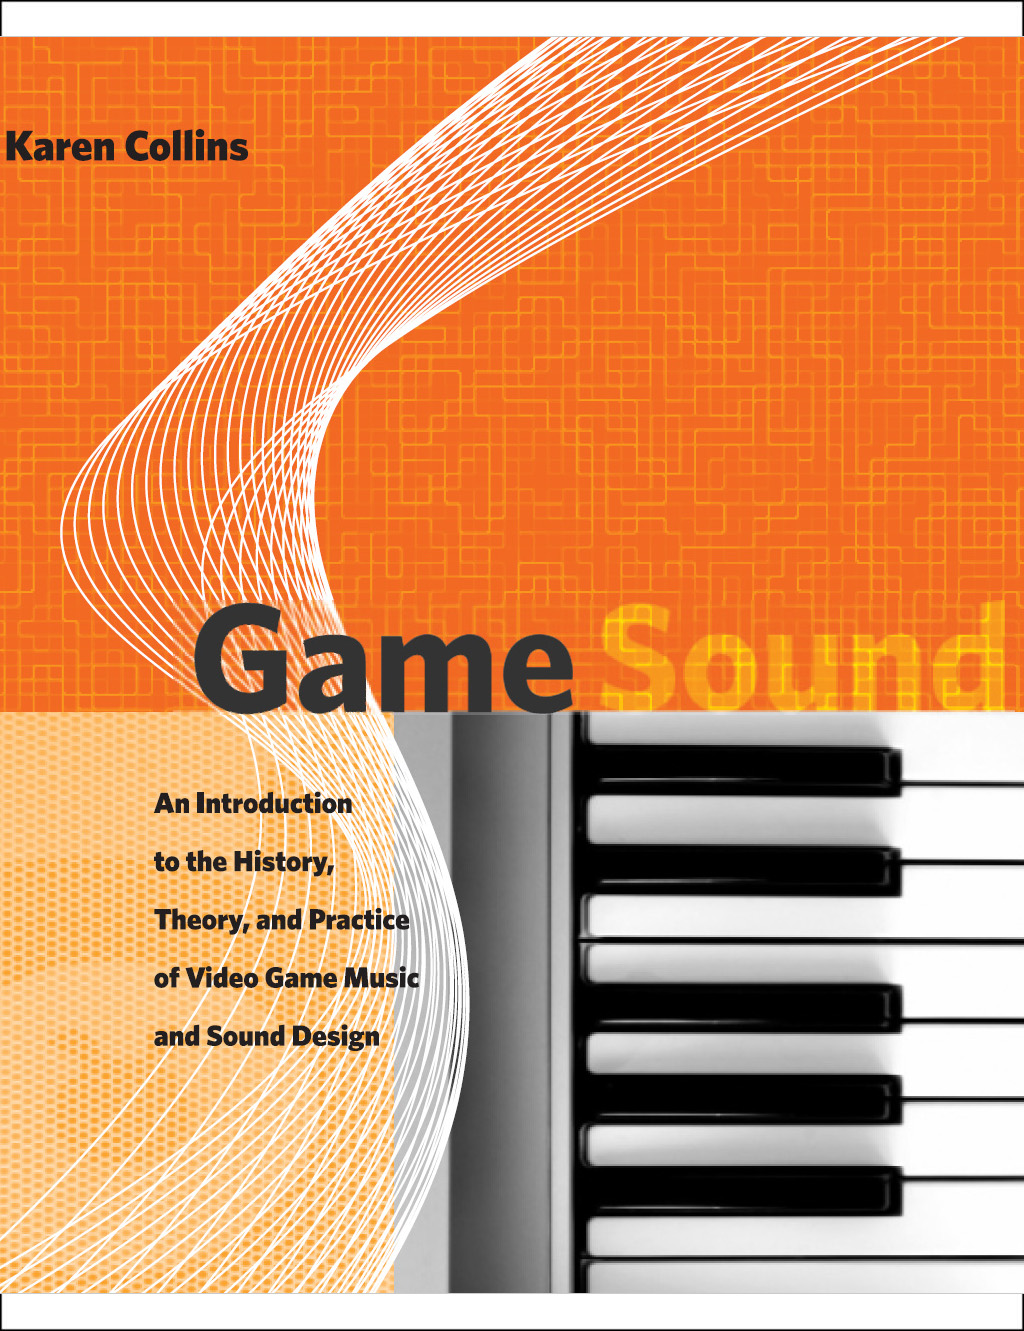 Karen Collins
Game Sound
An Introduction
to the History,
Theory, and Practice
of Video Game Music
and Sound Design